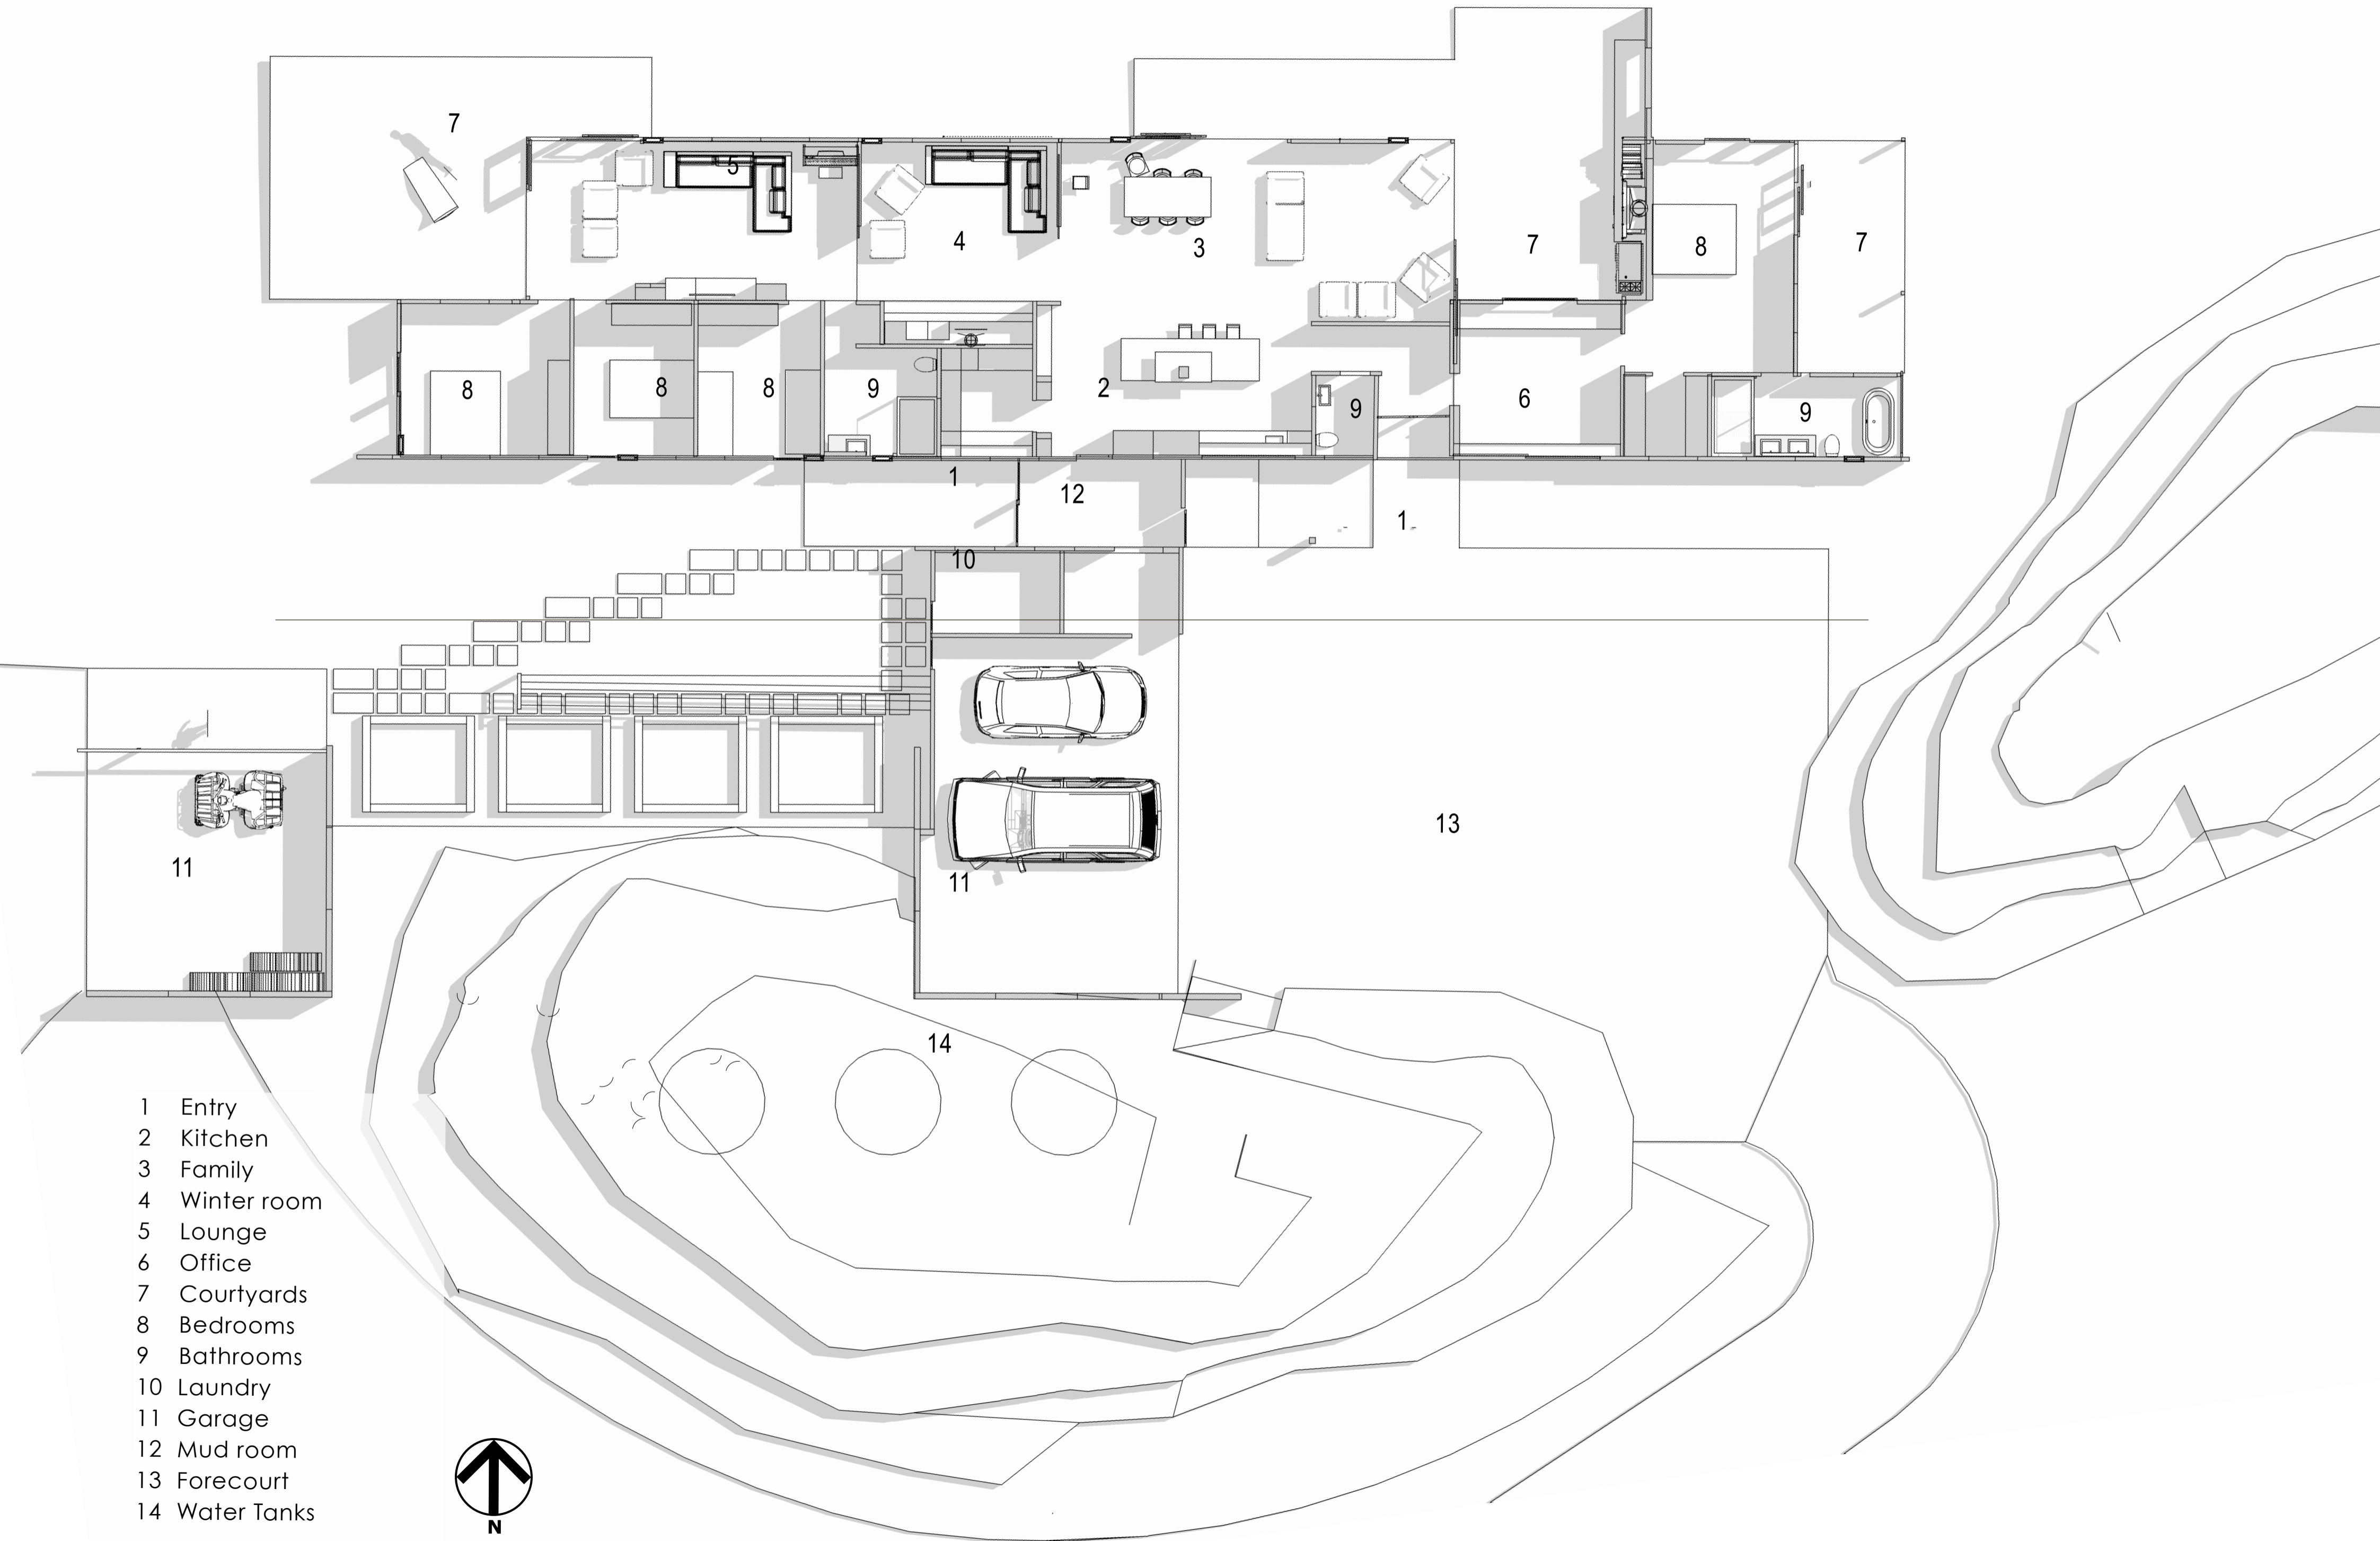 7
5
4
3
7
8
7
8
8
8
9
2
9
6
9
1
12
1
10
11
11
13
14
1 Entry
2 Kitchen
3 Family
4 Winter room
5 Lounge
6 Office
7 Courtyards
8 Bedrooms
9 Bathrooms
10 Laundry
11 Garage
12 Mud room
13 Forecourt
14 Water Tanks
N